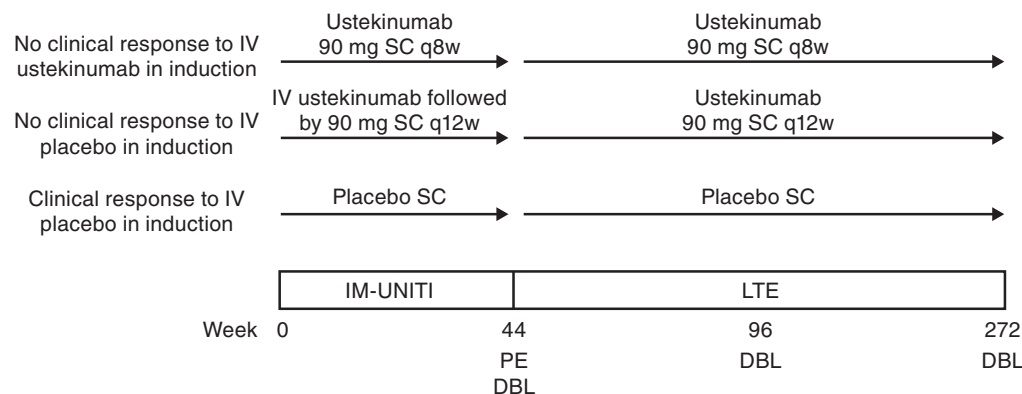 No clinical response to IV
ustekinumab in induction
Ustekinumab
90 mg SC q8w
Ustekinumab
90 mg SC q8w
No clinical response to IV
placebo in induction
IV ustekinumab followed
by 90 mg SC q12w
Ustekinumab
90 mg SC q12w
Clinical response to IV
placebo in induction
Placebo SC
Placebo SC
IM-UNITI
LTE
Week 0 44 96 272
PE
DBL
DBL
DBL